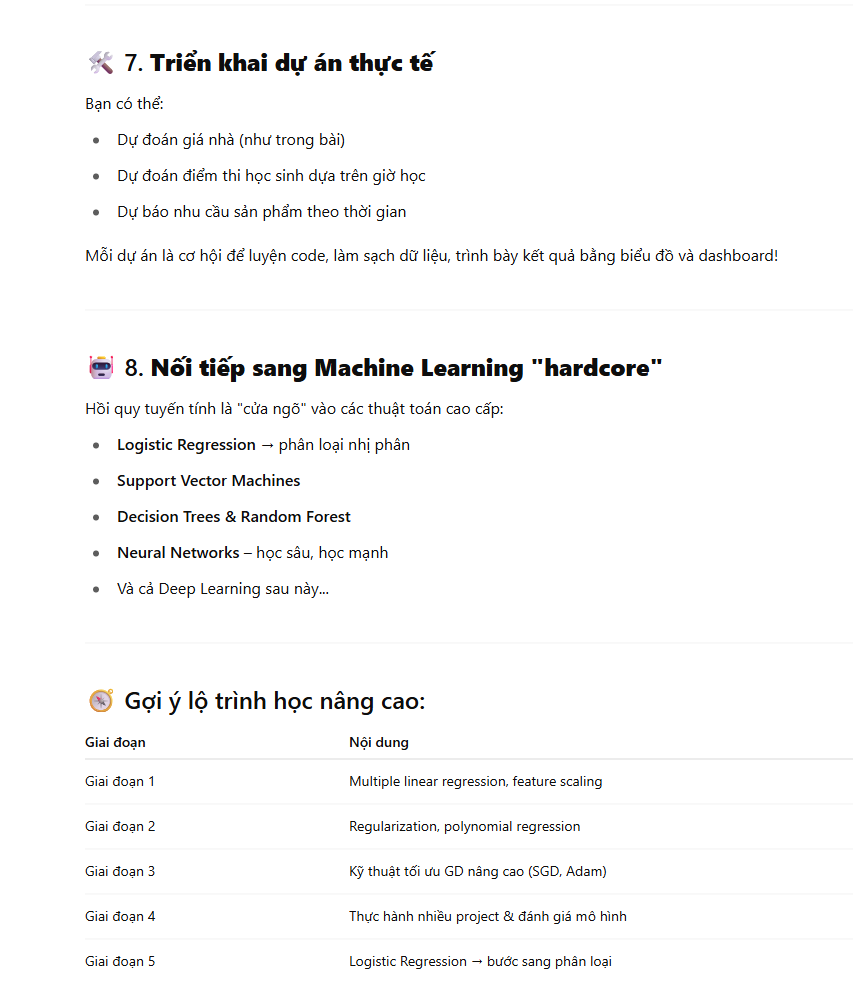 🛠️ 7. Triển khai dự án thực tế
Bạn có thể:
• Dự đoán giá nhà (như trong bài)
• Dự đoán điểm thi học sinh dựa trên giờ học
• Dự báo nhu cầu sản phẩm theo thời gian
Mỗi dự án là cơ hội để luyện code, làm sạch dữ liệu, trình bày kết quả bằng biểu đồ và dashboard!
🤖 8. Nối tiếp sang Machine Learning "hardcore"
Hồi quy tuyến tính là "cửa ngõ" vào các thuật toán cao cấp:
• Logistic Regression → phân loại nhị phân
• Support Vector Machines
• Decision Trees & Random Forest
• Neural Networks – học sâu, học mạnh
• Và cả Deep Learning sau này...
🧭 Gợi ý lộ trình học nâng cao:
Giai đoạn Nội dung
Giai đoạn 1 Multiple linear regression, feature scaling
Giai đoạn 2 Regularization, polynomial regression
Giai đoạn 3 Kỹ thuật tối ưu GD nâng cao (SGD, Adam)
Giai đoạn 4 Thực hành nhiều project & đánh giá mô hình
Giai đoạn 5 Logistic Regression → bước sang phân loại